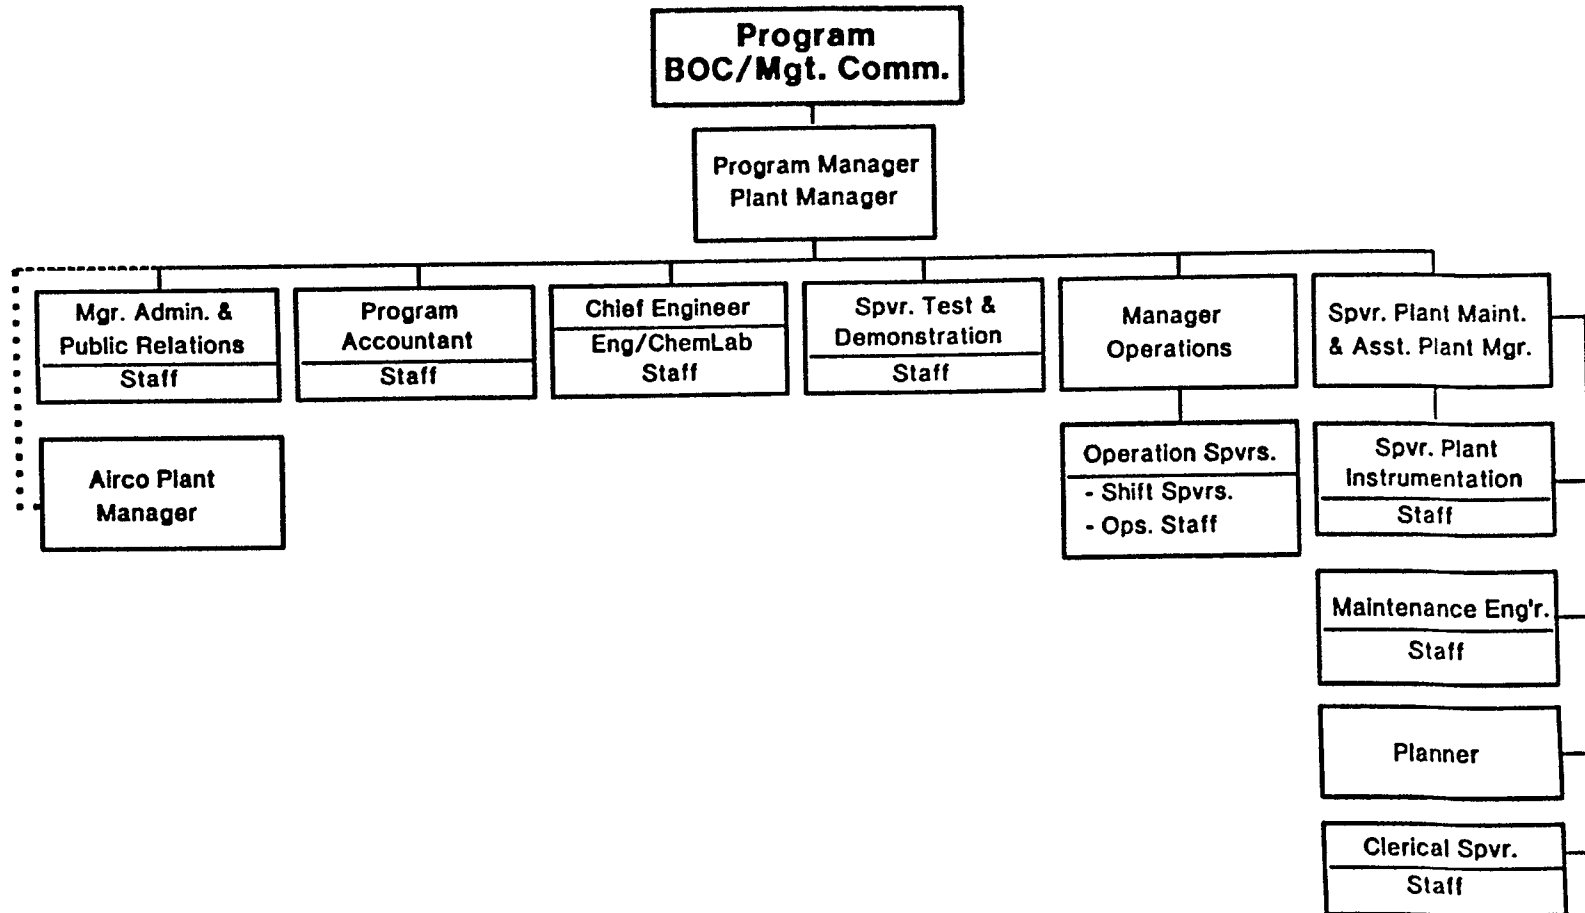 Program
BOC/Mgt. Comm.
Program Manager
Plant Manager
Mgr. Admin. &
Public Relations
Staff
Program
Accountant
Staff
Chief Engineer
Eng/ChemLab
Staff
Spvr. Test &
Demonstration
Staff
Manager
Operations
Spvr. Plant Maint.
& Asst. Plant Mgr.
Airco Plant
Manager
Operation Spvrs.
- Shift Spvrs.
- Ops. Staff
Spvr. Plant
Instrumentation
Staff
Maintenance Eng'r.
Staff
Planner
Clerical Spvr.
Staff